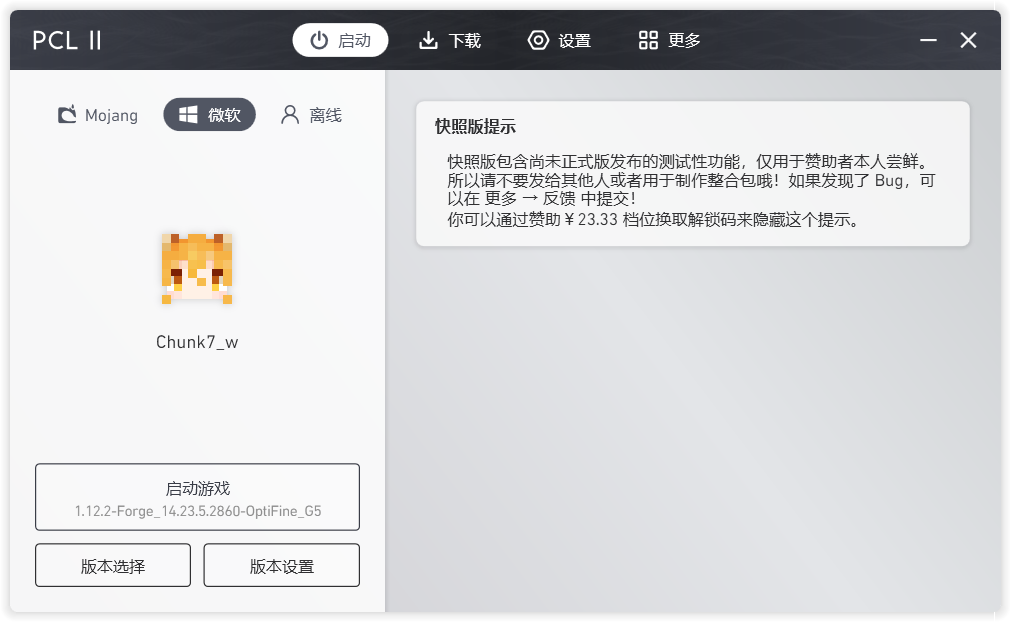 PCL II
启动
下载
设置
更多
Mojang
微软
离线
快照版提示
快照版包含尚未正式版发布的测试性功能，仅用于赞助者本人尝鲜。
所以请不要发给其他人或者用于制作整合包哦！如果发现了 Bug，可
以在 更多 → 反馈 中提交！
你可以通过赞助￥23.33 档位换取解锁码来隐藏这个提示。
Chunk7_w
启动游戏
1.12.2-Forge_14.23.5.2860-OptiFine_G5
版本选择
版本设置